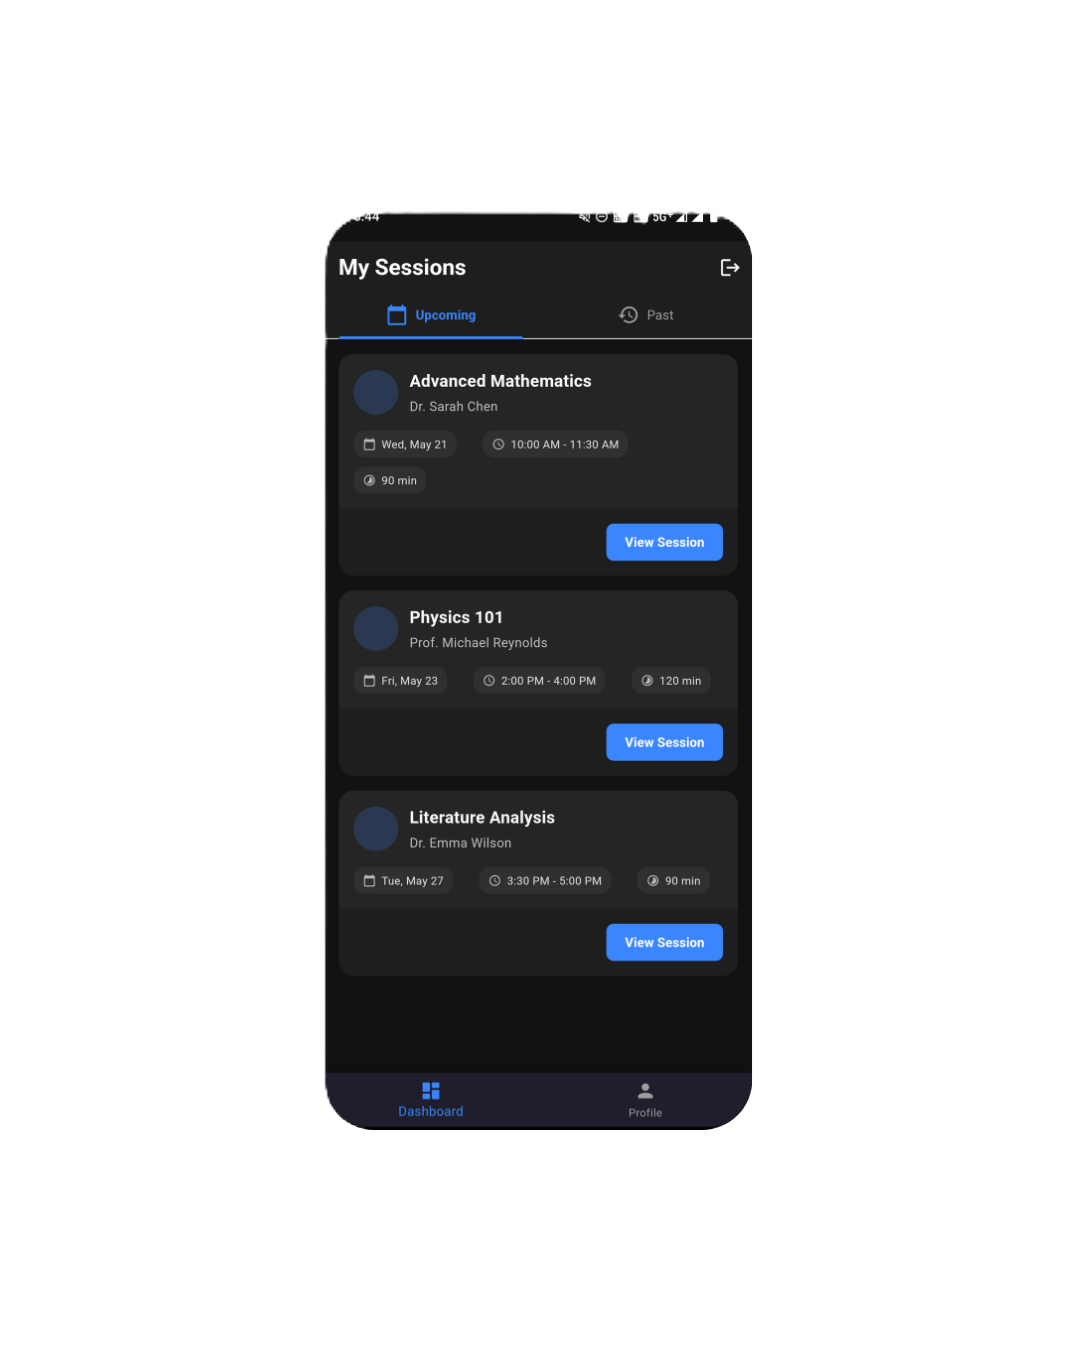 :44 5G+
My Sessions
Upcoming Past
Advanced Mathematics
Dr. Sarah Chen
Wed, May 21 10:00 AM - 11:30 AM
90 min
View Session
Physics 101
Prof. Michael Reynolds
Fri, May 23 2:00 PM - 4:00 PM 120 min
View Session
Literature Analysis
Dr. Emma Wilson
Tue, May 27 3:30 PM - 5:00 PM 90 min
View Session
Dashboard Profile